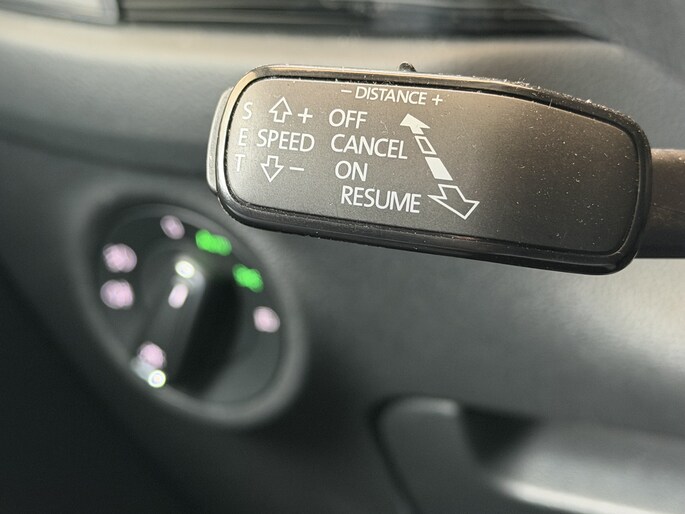 - DISTANCE +
S + OFF
E SPEED CANCEL
T - ON
RESUME